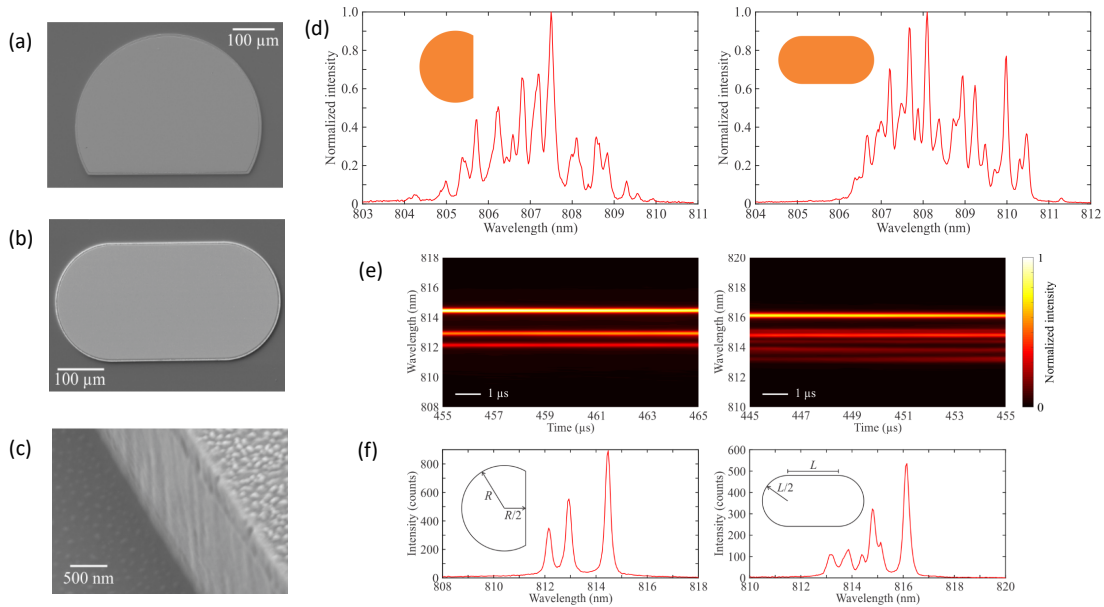 (a)
100 µm
(b)
100 µm
(c)
500 nm
(d)
Normalized intensity
1.0
0.8
0.6
0.4
0.2
0
803 804 805 806 807 808 809 810 811
Wavelength (nm)
Normalized intensity
1.0
0.8
0.6
0.4
0.2
0
804 805 806 807 808 809 810 811 812
Wavelength (nm)
(e)
Wavelength (nm)
818
816
814
812
810
808
1 µs
455 457 459 461 463 465
Time (µs)
Wavelength (nm)
820
818
816
814
812
810
1 µs
445 447 449 451 453 455
Time (µs)
1
0
Normalized intensity
(f)
Intensity (counts)
800
600
400
200
0
R
R/2
808 810 812 814 816 818
Wavelength (nm)
Intensity (counts)
600
500
400
300
200
100
0
L
L/2
810 812 814 816 818 820
Wavelength (nm)